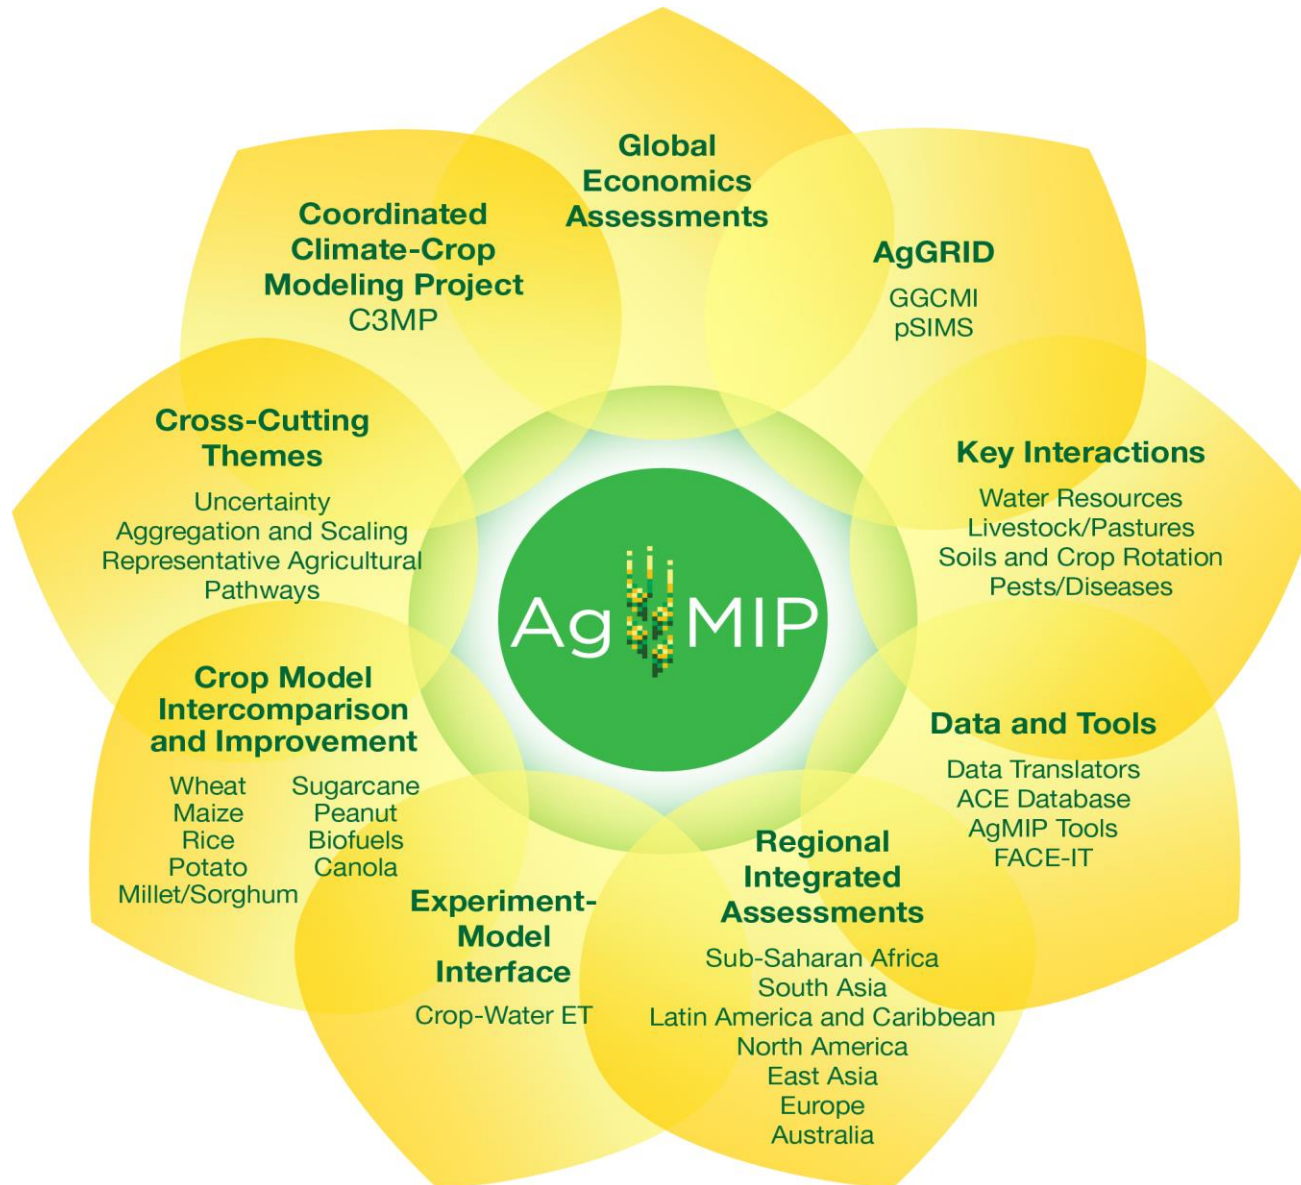 Global
Economics
Assessments
AgGRID
GGCMI
pSIMS
Key Interactions
Water Resources
Livestock/Pastures
Soils and Crop Rotation
Pests/Diseases
Data and Tools
Data Translators
ACE Database
AgMIP Tools
FACE-IT
Regional
Integrated
Assessments
Sub-Saharan Africa
South Asia
Latin America and Caribbean
North America
East Asia
Europe
Australia
Experiment-
Model
Interface
Crop-Water ET
Crop Model
Intercomparison
and Improvement
Wheat
Maize
Rice
Potato
Millet/Sorghum
Sugarcane
Peanut
Biofuels
Canola
Cross-Cutting
Themes
Uncertainty
Aggregation and Scaling
Representative Agricultural
Pathways
Coordinated
Climate-Crop
Modeling Project
C3MP
Ag MIP